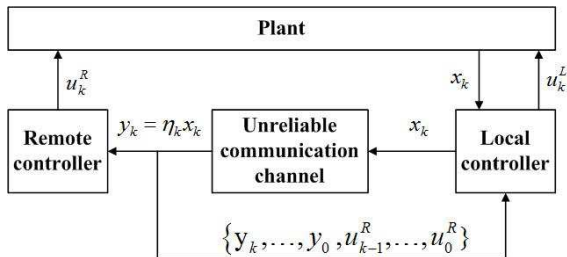 Plant
u_k^R
x_k
u_k^L
Remote
controller
y_k = η_k x_k
Unreliable
communication
channel
x_k
Local
controller
{y_k,...,y_0,u_{k-1}^R,...,u_0^R}